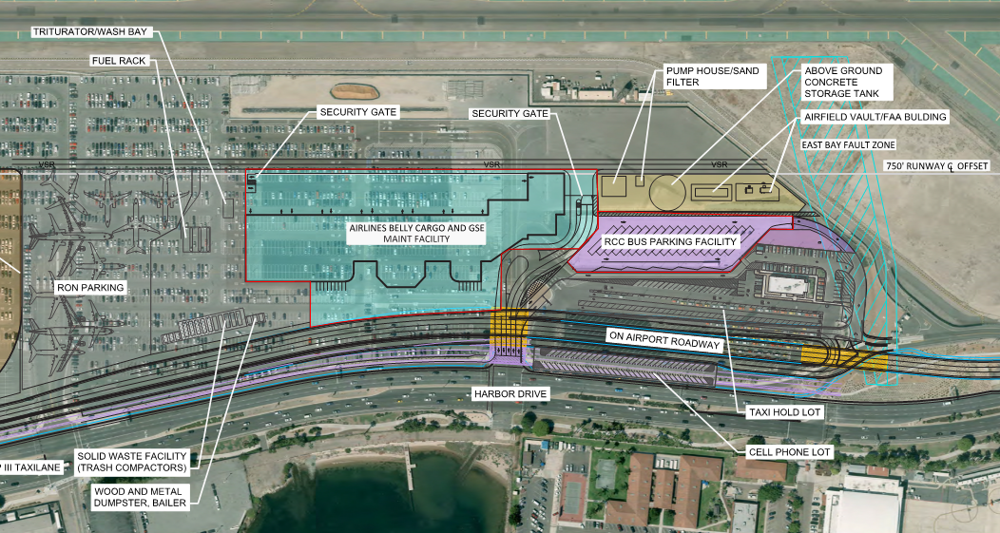 TRITURATOR/WASH BAY
FUEL RACK
SECURITY GATE
SECURITY GATE
PUMP HOUSE/SAND
FILTER
ABOVE GROUND
CONCRETE
STORAGE TANK
AIRFIELD VAULT/FAA BULDING
EAST BAY FAULT ZONE
750' RUNWAY ℄ OFFSET
VSR
VSR
VSR
AIRLINES BELLY CARGO AND GSE
MAINT FACILITY
RCC BUS PARKING FACILITY
RON PARKING
ON AIRPORT ROADWAY
HARBOR DRIVE
TAXI HOLD LOT
CELL PHONE LOT
III TAXILANE
SOLID WASTE FACILITY
(TRASH COMPACTORS)
WOOD AND METAL
DUMPSTER, BAILER